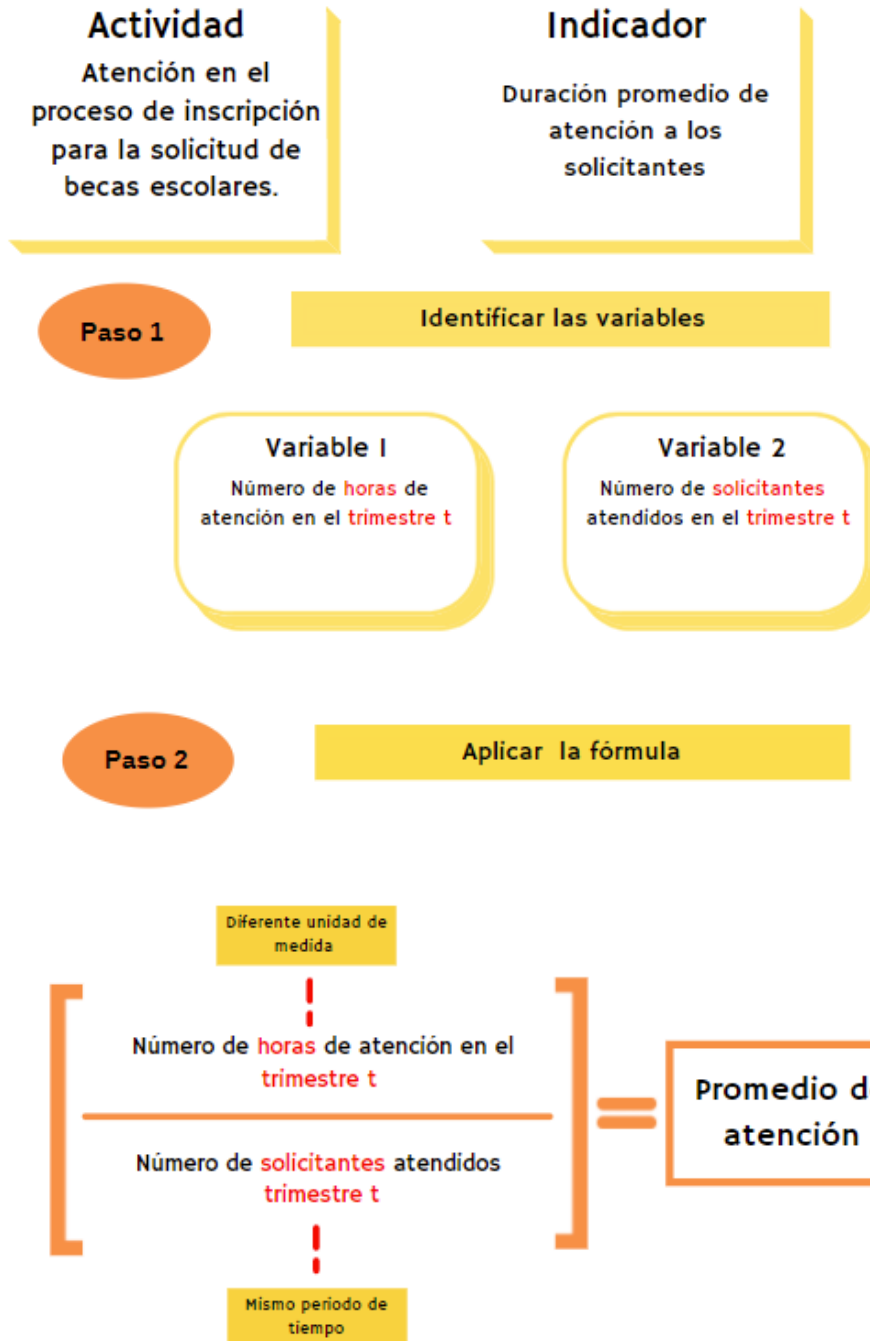 Actividad
Atención en el
proceso de inscripción
para la solicitud de
becas escolares.
Indicador
Duración promedio de
atención a los
solicitantes
Paso 1
Identificar las variables
Variable 1
Número de horas de
atención en el trimestre t
Variable 2
Número de solicitantes
atendidos en el trimestre t
Paso 2
Aplicar la fórmula
Diferente unidad de
medida
Número de horas de atención en el
trimestre t
Número de solicitantes atendidos
trimestre t
Mismo periodo de
tiempo
Promedio de
atención